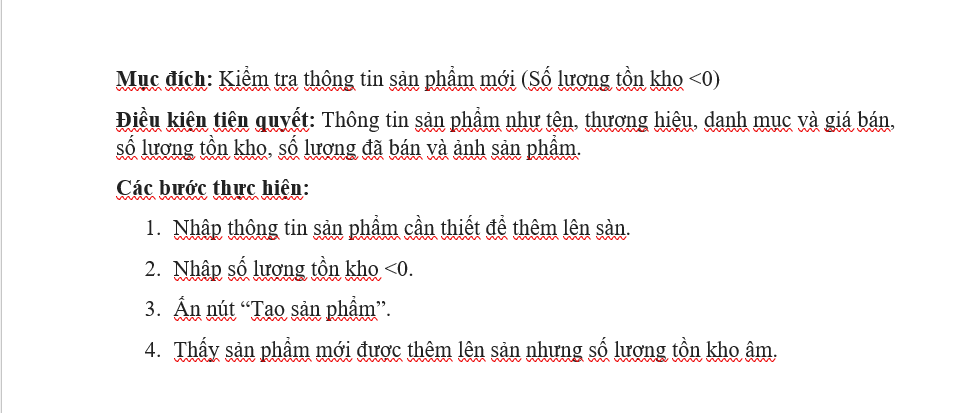 Mục đích: Kiểm tra thông tin sản phẩm mới (Số lượng tồn kho <0)
Điều kiện tiên quyết: Thông tin sản phẩm như tên, thương hiệu, danh mục và giá bán,
số lượng tồn kho, số lượng đã bán và ảnh sản phẩm.
Các bước thực hiện:
1. Nhập thông tin sản phẩm cần thiết để thêm lên sàn.
2. Nhập số lượng tồn kho <0.
3. Ấn nút “Tạo sản phẩm”.
4. Thấy sản phẩm mới được thêm lên sản nhưng số lượng tồn kho âm.